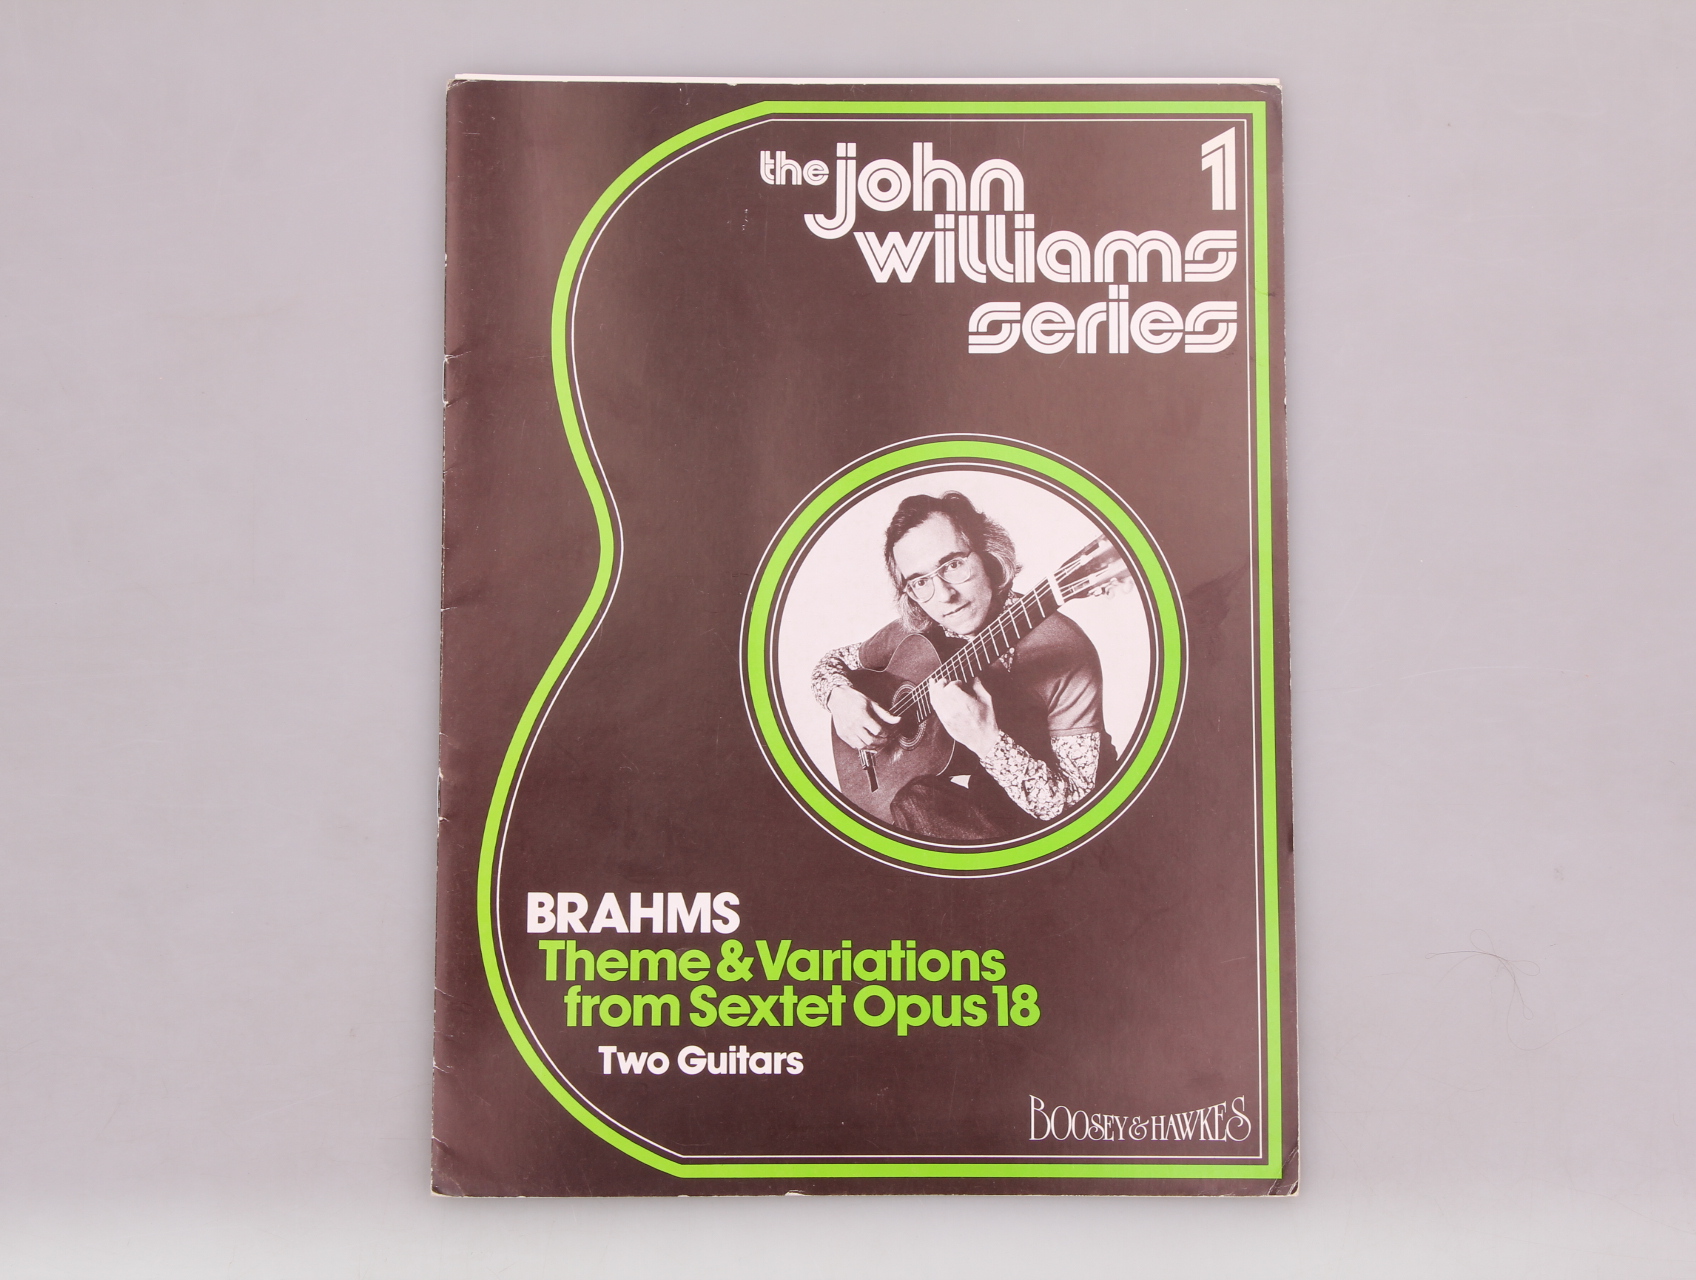 the john
1
williams
series
BRAHMS
Theme & Variations
from Sextet Opus 18
Two Guitars
BOOSEY & HAWKES